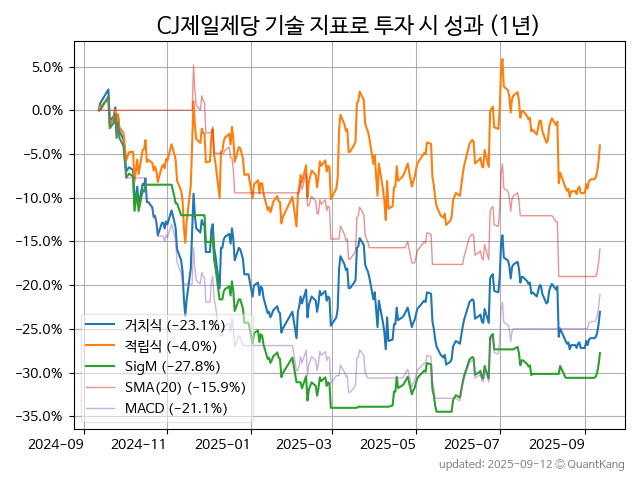 CJ제일제당 기술 지표로 투자 시 성과 (1년)
5.0%
0.0%
−5.0%
−10.0%
−15.0%
−20.0%
−25.0%
−30.0%
−35.0%
거치식 (−23.1%)
적립식 (−4.0%)
SigM (−27.8%)
SMA(20) (−15.9%)
MACD (−21.1%)
2024-09 2024-11 2025-01 2025-03 2025-05 2025-07 2025-09
updated: 2025-09-12 © QuantKang